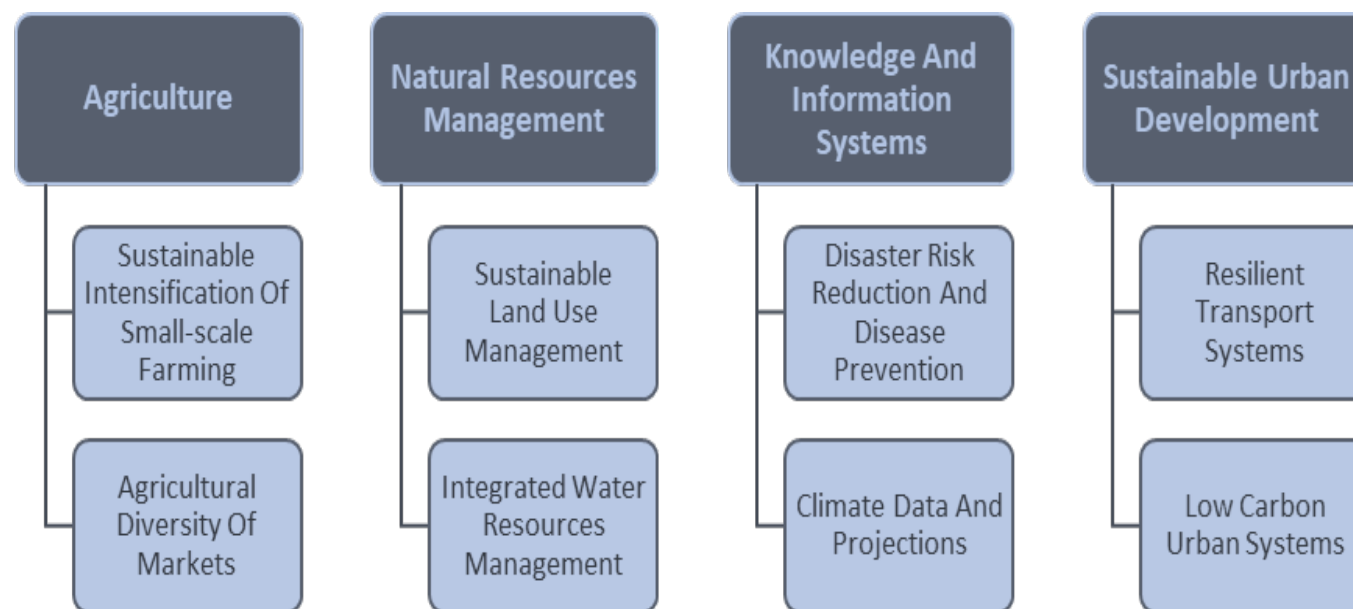 Agriculture
Sustainable
Intensification Of
Small-scale
Farming
Agricultural
Diversity Of
Markets
Natural Resources
Management
Sustainable
Land Use
Management
Integrated Water
Resources
Management
Knowledge And
Information
Systems
Disaster Risk
Reduction And
Disease
Prevention
Climate Data And
Projections
Sustainable Urban
Development
Resilient
Transport
Systems
Low Carbon
Urban Systems